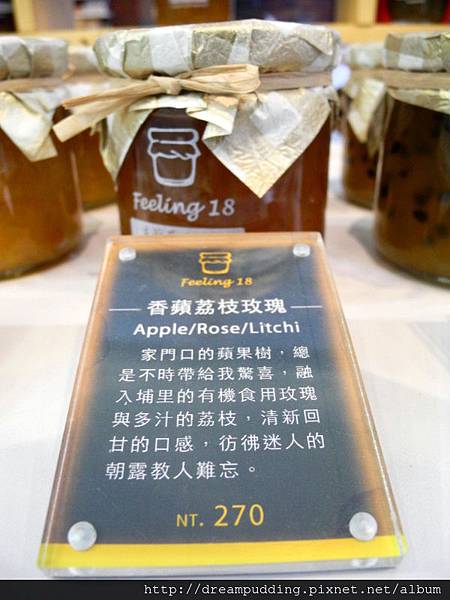 Feeling 18
Feeling 18
香蘋荔枝玫瑰
Apple/Rose/Litchi
家門口的蘋果樹，總
是不時帶給我驚喜，融
入埔里的有機食用玫瑰
與多汁的荔枝，清新回
甘的口感，彷彿迷人的
朝露教人難忘。
NT. 270
http://dreampudding.pixnet.net/album